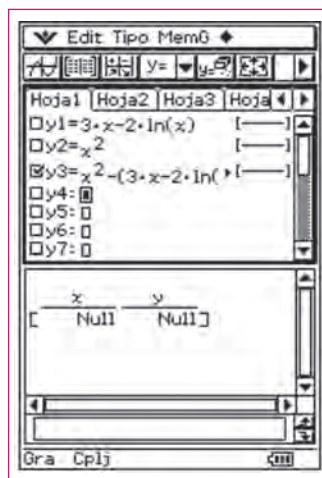 Edit Tipo MemG ◆
y= y=
Hoja1 Hoja2 Hoja3 Hoja
□y1=3·x-2·ln(x) [—]
□y2=x²
[—]
☑y3=x²-(3·x-2·ln( [—]
□y4:
□y5:▯
□y6:▯
□y7:▯
x y
[ Null Null]
Gra Cplj